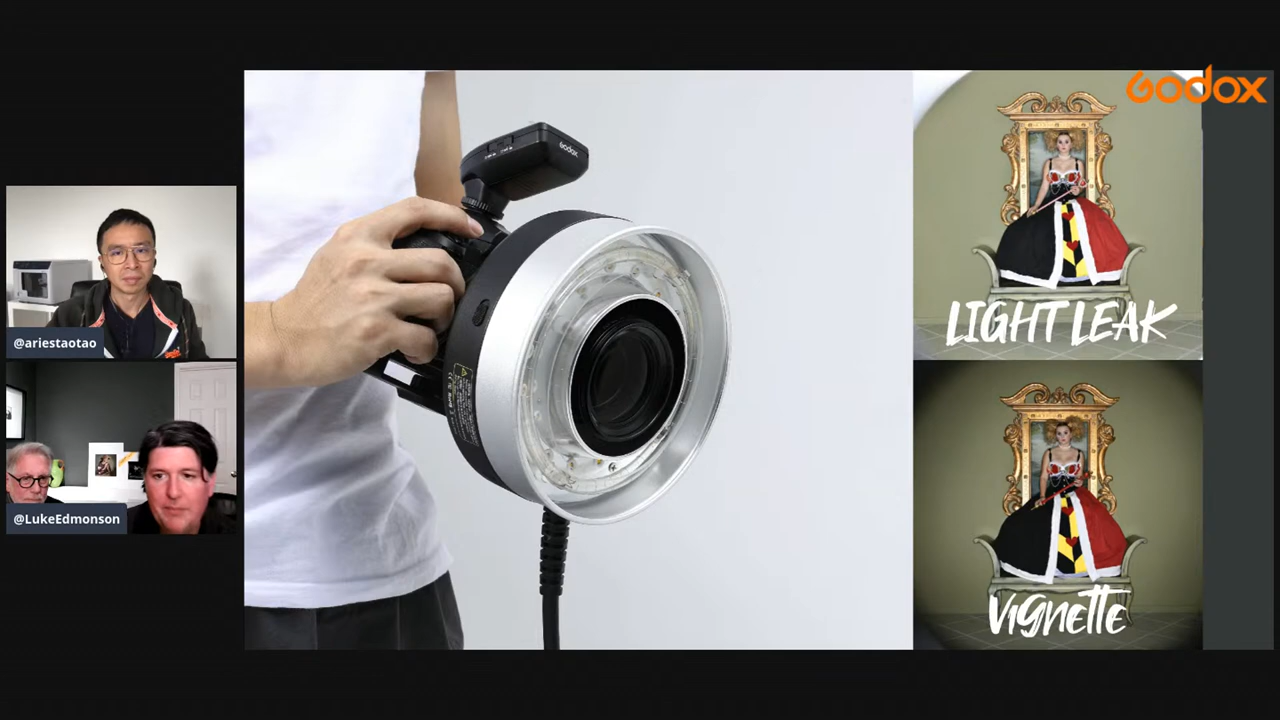 Godox
Godox
LIGHT LEAK
@ariestaotao
@LukeEdmonson
Vignette